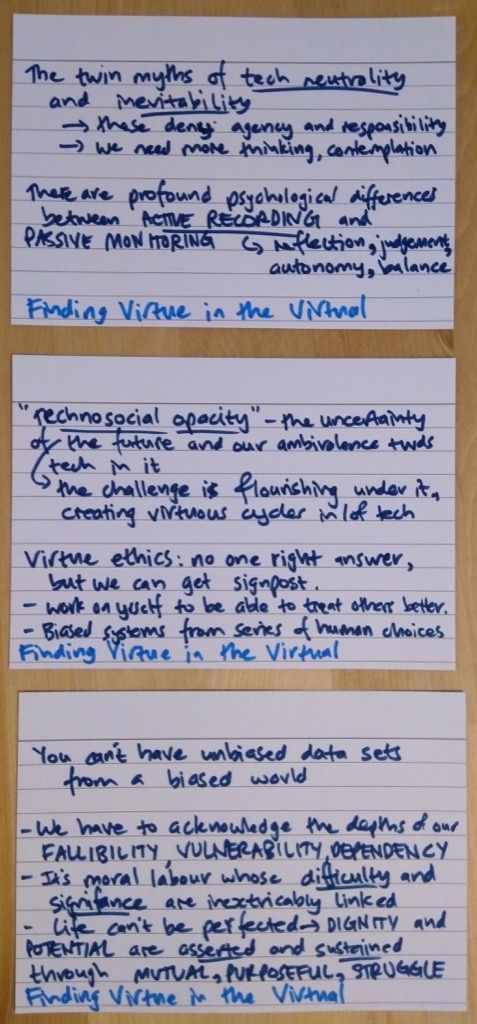 The twin myths of tech neutrality
and inevitability
→ these deny agency and responsibility
→ we need more thinking, contemplation
There are profound psychological differences
between ACTIVE RECORDING and
PASSIVE MONITORING ↳ reflection, judgement,
autonomy, balance
Finding Virtue in the Virtual
"Technosocial opacity" – the uncertainty
of the future and our ambivalence twds
tech in it
↳ the challenge is flourishing under it,
creating virtuous cycles in/of tech
Virtue ethics: no one right answer,
but we can get signpost.
- work on yrself to be able to treat others better.
- Biased systems from series of human choices
Finding Virtue in the Virtual
You can't have unbiased data sets
from a biased world
- We have to acknowledge the depths of our
FALLIBILITY, VULNERABILITY, DEPENDENCY
- It's moral labour whose difficulty and
signifance are inextricably linked
- Life can't be perfected → DIGNITY and
POTENTIAL are asserted and sustained
through MUTUAL, PURPOSEFUL, STRUGGLE
Finding Virtue in the Virtual